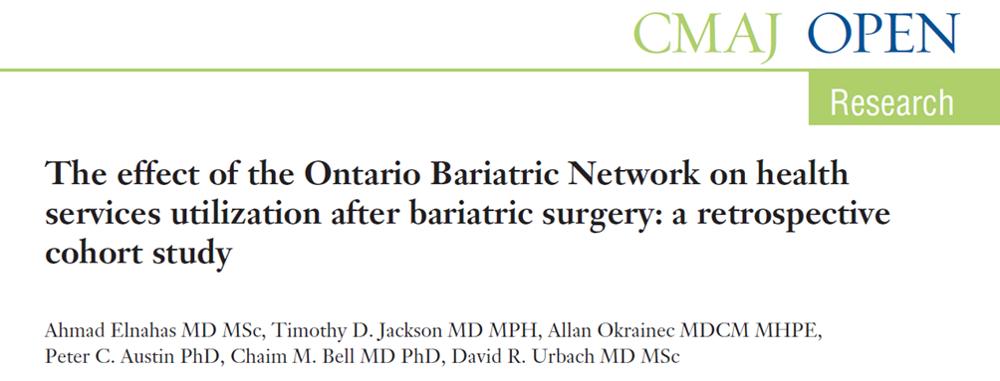 CMAJ OPEN
Research
The effect of the Ontario Bariatric Network on health
services utilization after bariatric surgery: a retrospective
cohort study
Ahmad Elnahas MD MSc, Timothy D. Jackson MD MPH, Allan Okrainec MDCM MHPE,
Peter C. Austin PhD, Chaim M. Bell MD PhD, David R. Urbach MD MSc